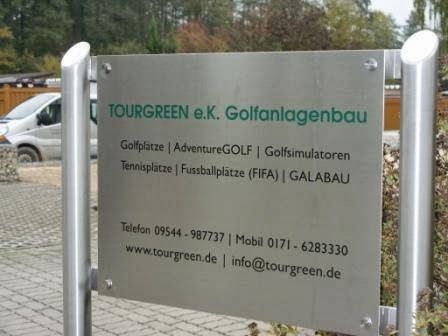 TOURGREEN e.K. Golfanlagenbau
Golfplätze | AdventureGOLF | Golfsimulatoren
Tennisplätze | Fussballplätze (FIFA) | GALABAU
Telefon 09544 - 987737 | Mobil 0171 - 6283330
www.tourgreen.de | info@tourgreen.de